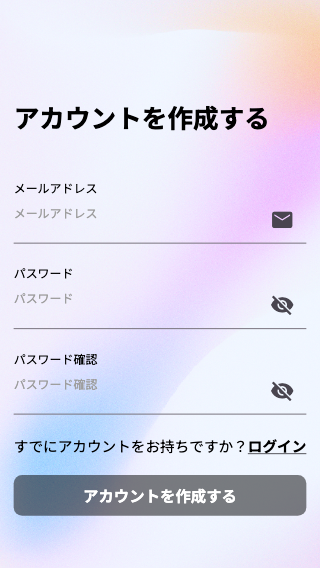 アカウントを作成する
メールアドレス
メールアドレス
パスワード
パスワード
パスワード確認
パスワード確認
すでにアカウントをお持ちですか？ログイン
アカウントを作成する